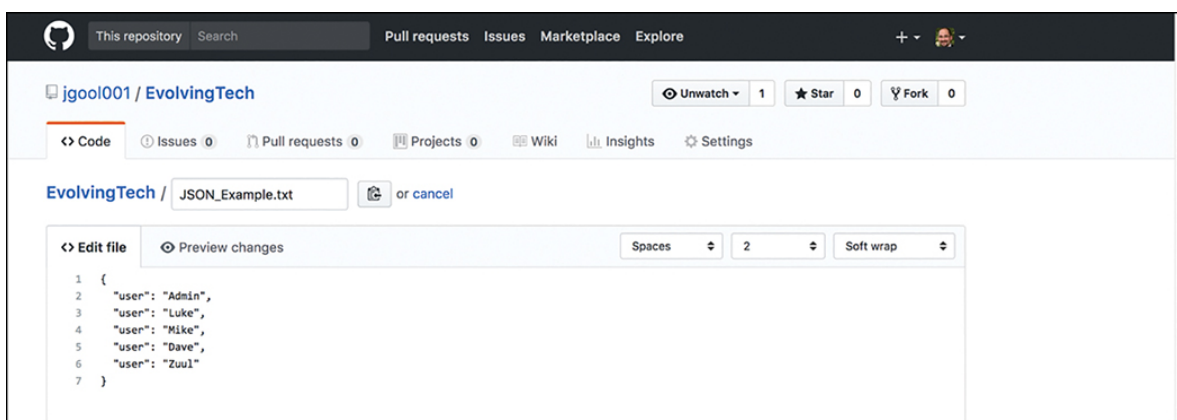 This repository Search Pull requests Issues Marketplace Explore
jgool001 / EvolvingTech Unwatch 1 Star 0 Fork 0
Code Issues 0 Pull requests 0 Projects 0 Wiki Insights Settings
EvolvingTech / JSON_Example.txt or cancel
<> Edit file Preview changes Spaces 2 Soft wrap
1 {
2 "user": "Admin",
3 "user": "Luke",
4 "user": "Mike",
5 "user": "Dave",
6 "user": "Zuul"
7 }